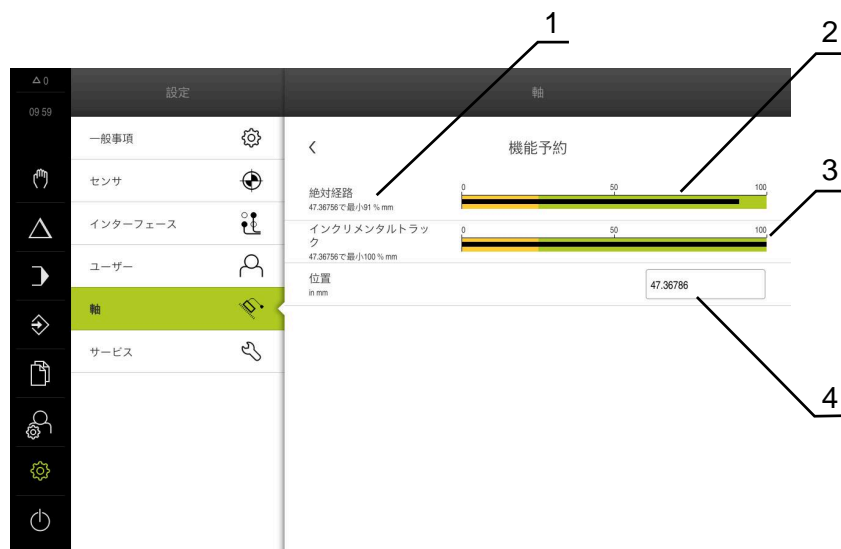 1
2
3
4
0
09 59
設定
軸
一般事項
センサ
インターフェース
ユーザー
軸
サービス
機能予約
絶対経路
47.36756で最小91 % mm
0 50 100
インクリメンタルトラッ
ク
47.36756で最小100 % mm
0 50 100
位置
in mm
47.36786